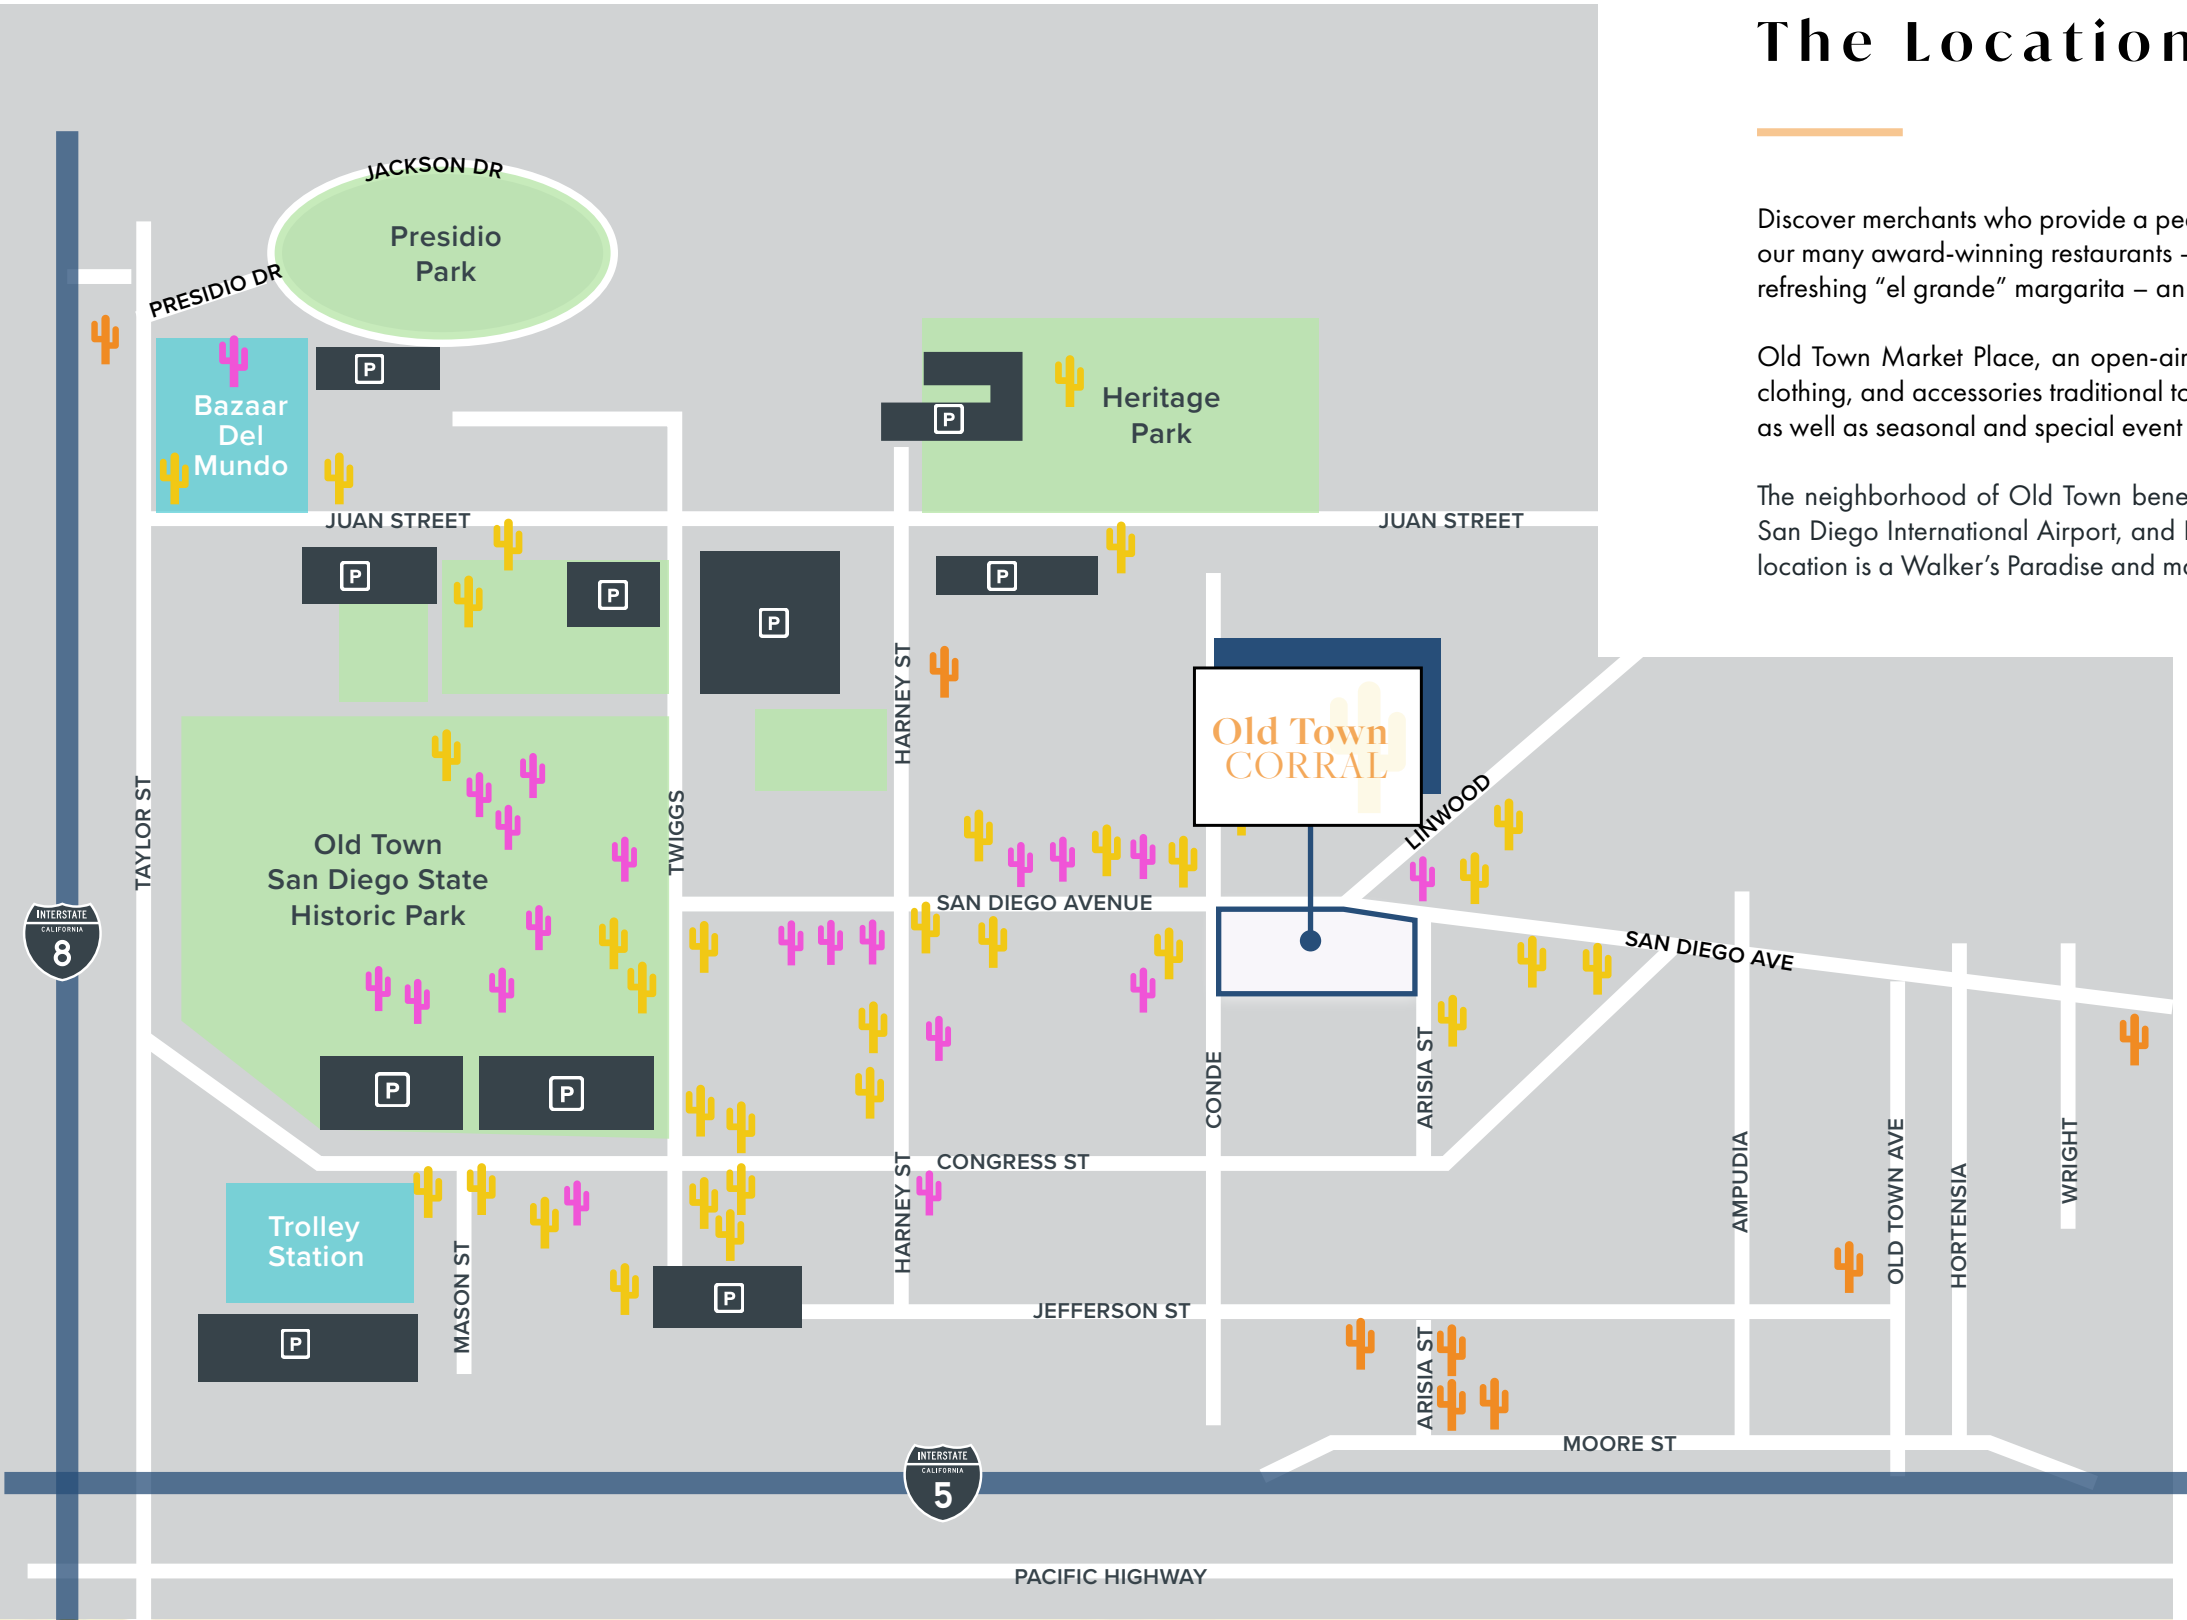 The Location
Discover merchants who provide a
our many award-winning restaurants -
refreshing “el grande” margarita – an
Old Town Market Place, an open-air
clothing, and accessories traditional to
as well as seasonal and special event
The neighborhood of Old Town
San Diego International Airport, and
location is a Walker’s Paradise and
JACKSON DR
Presidio
Park
PRESIDIO DR
Bazaar
Del
Mundo
P
P
Heritage
Park
JUAN STREET
JUAN STREET
P
P
P
P
HARNEY ST
Old Town
CORRAL
LINWOOD
TAYLOR ST
TWIGGS
Old Town
San Diego State
Historic Park
SAN DIEGO AVENUE
SAN DIEGO AVE
INTERSTATE
CALIFORNIA
8
P
P
CONDE
ARISIA ST
CONGRESS ST
HARNEY ST
AMPUDIA
OLD TOWN AVE
HORTENSIA
WRIGHT
Trolley
Station
MASON ST
P
P
JEFFERSON ST
ARISIA ST
MOORE ST
INTERSTATE
CALIFORNIA
5
PACIFIC HIGHWAY